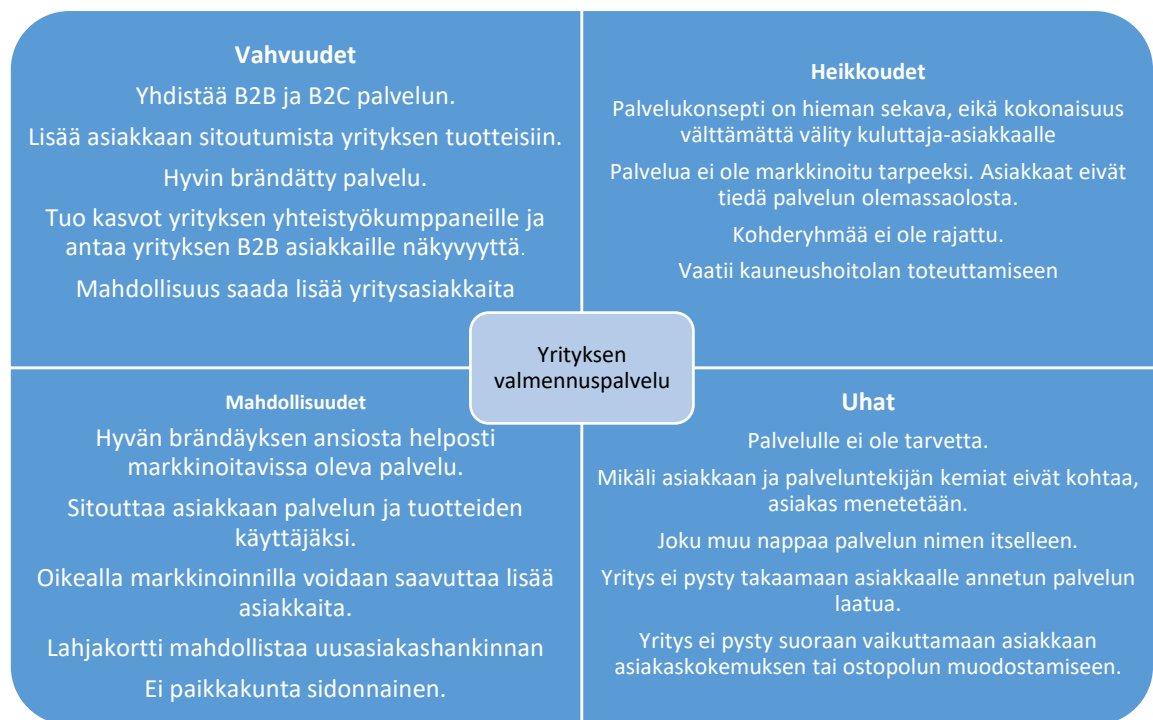 Vahvuudet
Yhdistää B2B ja B2C palvelun.
Lisää asiakkaan sitoutumista yrityksen tuotteisiin.
Hyvin brändätty palvelu.
Tuo kasvot yrityksen yhteistyökumppaneille ja
antaa yrityksen B2B asiakkaille näkyvyyttä.
Mahdollisuus saada lisää yritysasiakkaita
Heikkoudet
Palvelukonsepti on hieman sekava, eikä kokonaisuus
välttämättä välity kuluttaja-asiakkaalle
Palvelua ei ole markkinoitu tarpeeksi. Asiakkaat eivät
tiedä palvelun olemassaolosta.
Kohderyhmää ei ole rajattu.
Vaatii kauneushoitolan toteuttamiseen
Yrityksen
valmennuspalvelu
Mahdollisuudet
Hyvän brändäyksen ansiosta helposti
markkinoitavissa oleva palvelu.
Sitouttaa asiakkaan palvelun ja tuotteiden
käyttäjäksi.
Oikealla markkinoinnilla voidaan saavuttaa lisää
asiakkaita.
Lahjakortti mahdollistaa uusasiakashankinnan
Ei paikkakunta sidonnainen.
Uhat
Palvelulle ei ole tarvetta.
Mikäli asiakkaan ja palveluntekijän kemiat eivät kohtaa,
asiakas menetetään.
Joku muu nappaa palvelun nimen itselleen.
Yritys ei pysty takaamaan asiakkaalle annetun palvelun
laatua.
Yritys ei pysty suoraan vaikuttamaan asiakkaan
asiakaskokemuksen tai ostopolun muodostamiseen.